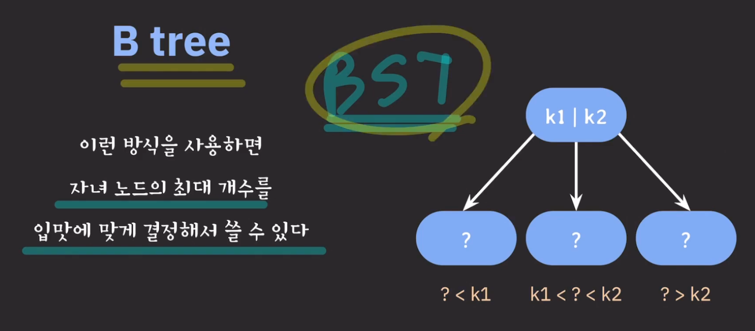 B tree
BST
이런 방식을 사용하면
자녀 노드의 최대 개수를
입맛에 맞게 결정해서 쓸 수 있다
k1 | k2
? ? ?
? < k1 k1 < ? < k2 ? > k2